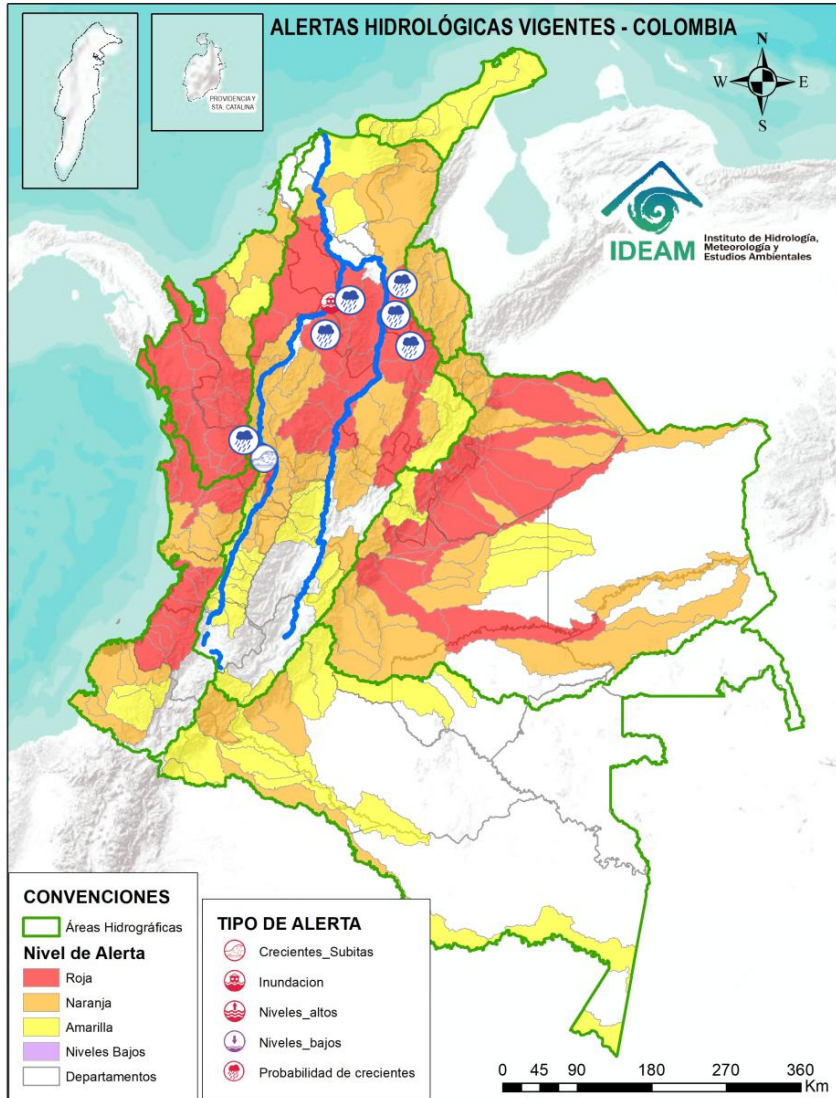 ALERTAS HIDROLÓGICAS VIGENTES - COLOMBIA
PROVIDENCIA Y
STA. CATALINA
N
W
E
S
IDEAM
Instituto de Hidrología,
Meteorología y
Estudios Ambientales
CONVENCIONES
Áreas Hidrográficas
Nivel de Alerta
Roja
Naranja
Amarilla
Niveles Bajos
Departamentos
TIPO DE ALERTA
Crecientes_Subitas
Inundacion
Niveles_altos
Niveles_bajos
Probabilidad de crecientes
0 45 90 180 270 360
Km